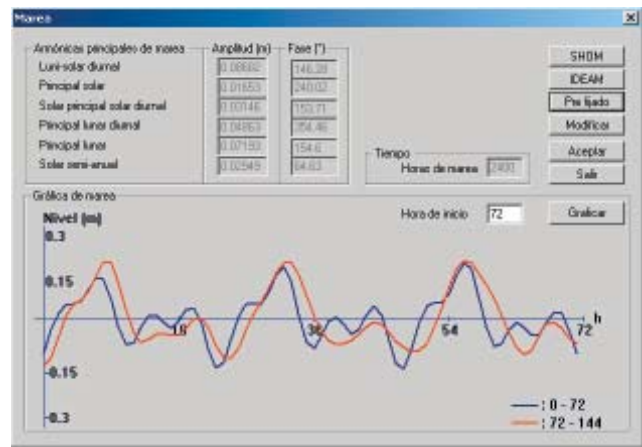 Marea
Armónicas principales de marea
Amplitud (m)
Fase (°)
Luni-solar diurnal
0.08602
146.28
Principal solar
0.01653
240.02
Solar principal solar diurnal
0.03146
153.71
Principal lunar diurnal
0.04863
354.46
Principal lunar
0.07193
154.6
Solar semi-anual
0.02949
64.63
Tiempo
Horas de marea
2400
SHOM
IDEAM
Pre fijado
Modificar
Aceptar
Salir
Gráfica de marea
Hora de inicio
72
Graficar
Nivel (m)
0.3
0.15
-0.15
-0.3
18
36
54
72
h
: 0 - 72
: 72 - 144